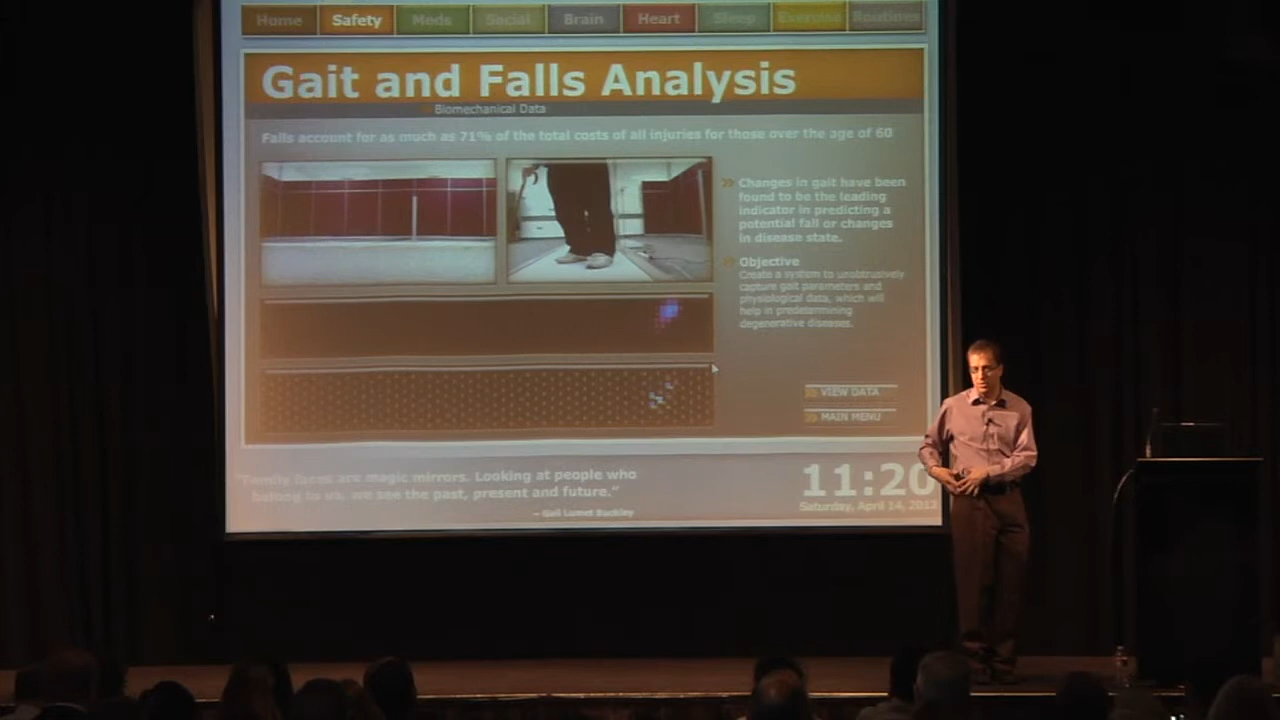 Home Safety Meds Social Brain Heart Sleep Exercise Routines
Gait and Falls Analysis
Biomechanical Data
Falls account for as much as 71% of the total costs of all injuries for those over the age of 60
Changes in gait have been
found to be the leading
indicator in predicting a
potential fall or changes
in disease state.
Objective
Create a system to unobtrusively
capture gait parameters and
physiological data, which will
help in predetermining
degenerative diseases.
VIEW DATA
MAIN MENU
"Family faces are magic mirrors. Looking at people who
belong to us, we see the past, present and future."
– Gail Lumet Buckley
11:20
Saturday, April 14, 2012